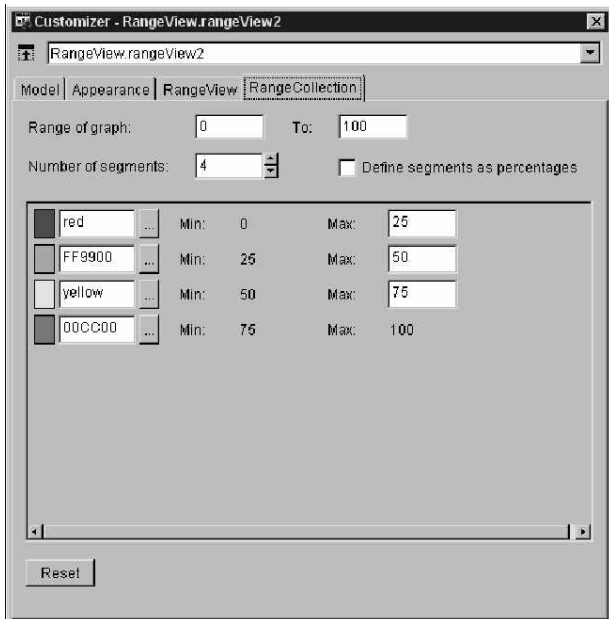 Customizer - RangeView.rangeView2
RangeView.rangeView2
Model Appearance RangeView RangeCollection
Range of graph: 0 To: 100
Number of segments: 4 Define segments as percentages
red ... Min: 0 Max: 25
FF9900 ... Min: 25 Max: 50
yellow ... Min: 50 Max: 75
00CC00 ... Min: 75 Max: 100
Reset